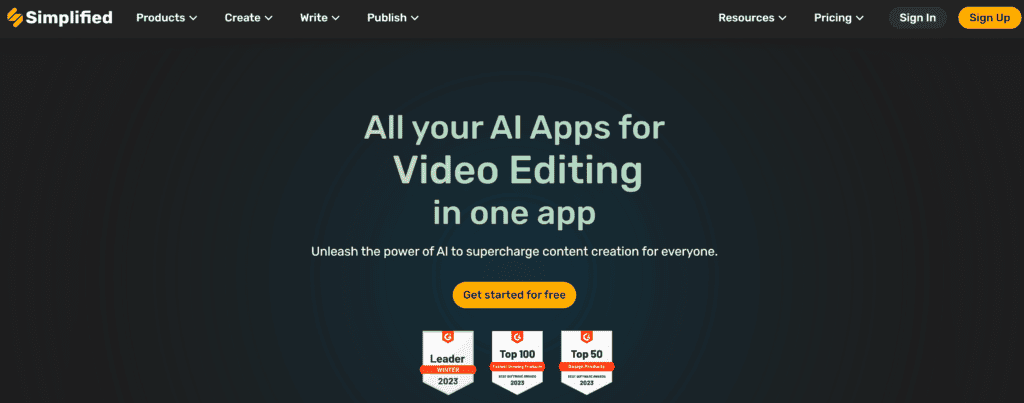 Simplified
Products
Create
Write
Publish
Resources
Pricing
Sign In
Sign Up
All your AI Apps for
Video Editing
in one app
Unleash the power of AI to supercharge content creation for everyone.
Get started for free
Leader
WINTER
2023
Top 100
Fastest Growing Products
BEST SOFTWARE AWARDS
2023
Top 50
Design Products
BEST SOFTWARE AWARDS
2023